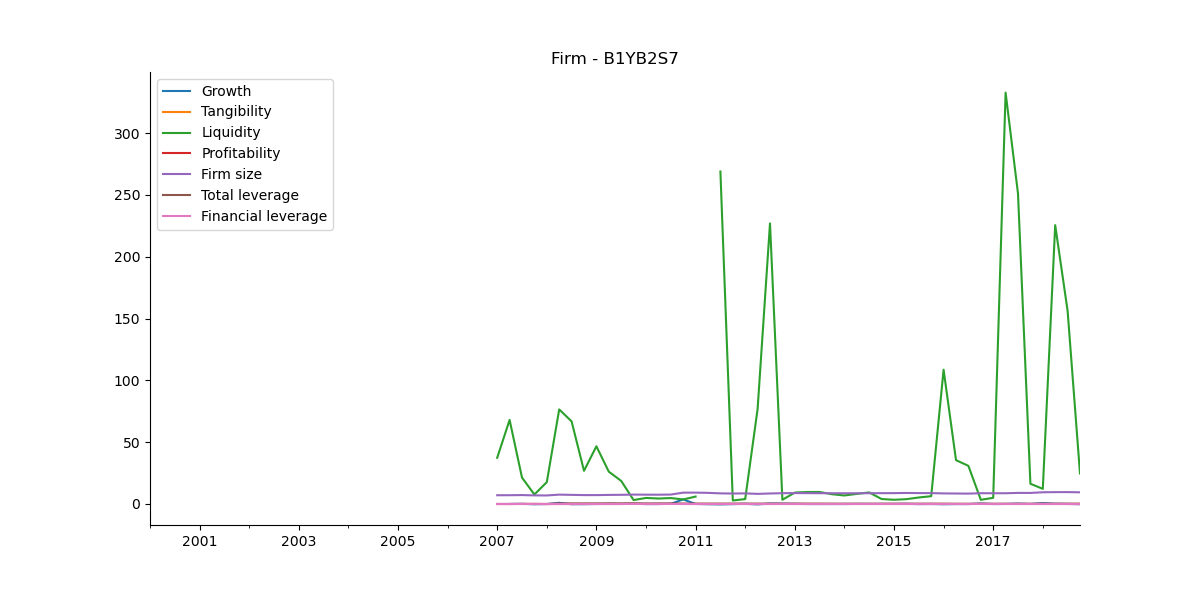 Firm - B1YB2S7
Growth
Tangibility
Liquidity
Profitability
Firm size
Total leverage
Financial leverage
300
250
200
150
100
50
0
2001 2003 2005 2007 2009 2011 2013 2015 2017